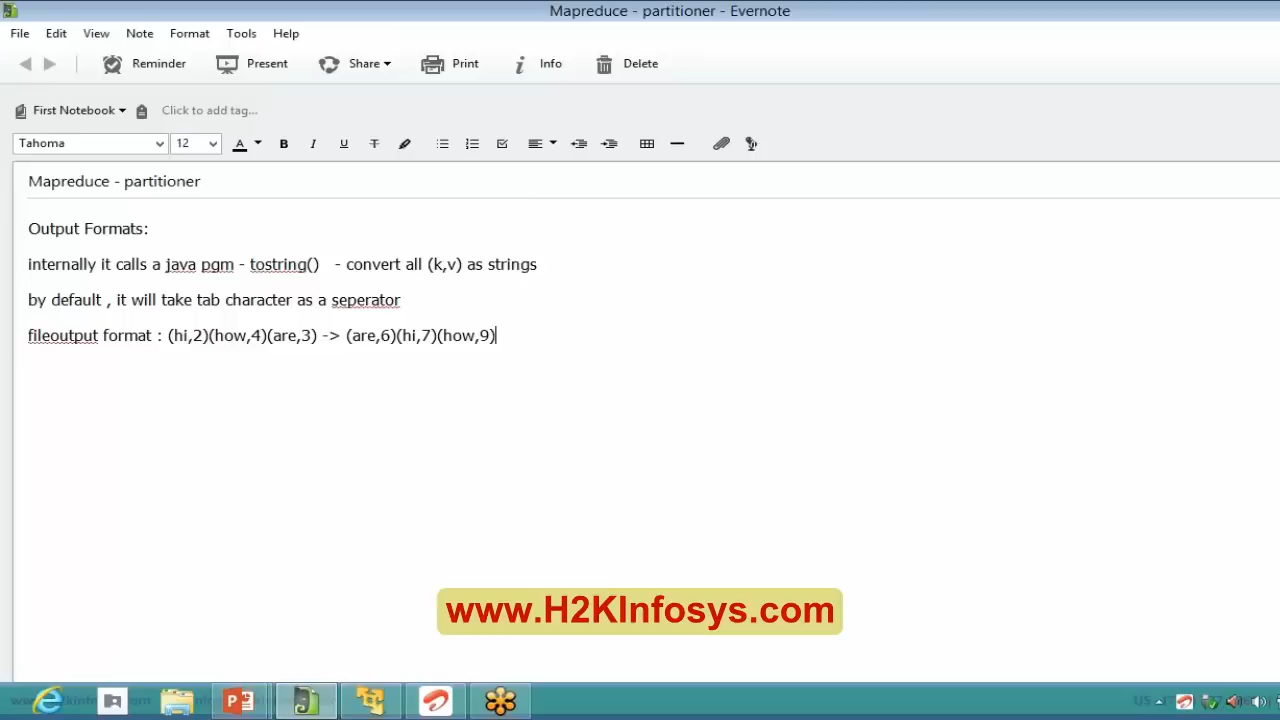 Mapreduce - partitioner - Evernote
File Edit View Note Format Tools Help
Reminder Present Share Print Info Delete
First Notebook Click to add tag...
Tahoma 12 A B I U T
Mapreduce - partitioner
Output Formats:
internally it calls a java pgm - tostring() - convert all (k,v) as strings
by default , it will take tab character as a seperator
fileoutput format : (hi,2)(how,4)(are,3) -> (are,6)(hi,7)(how,9)
www.H2KInfosys.com